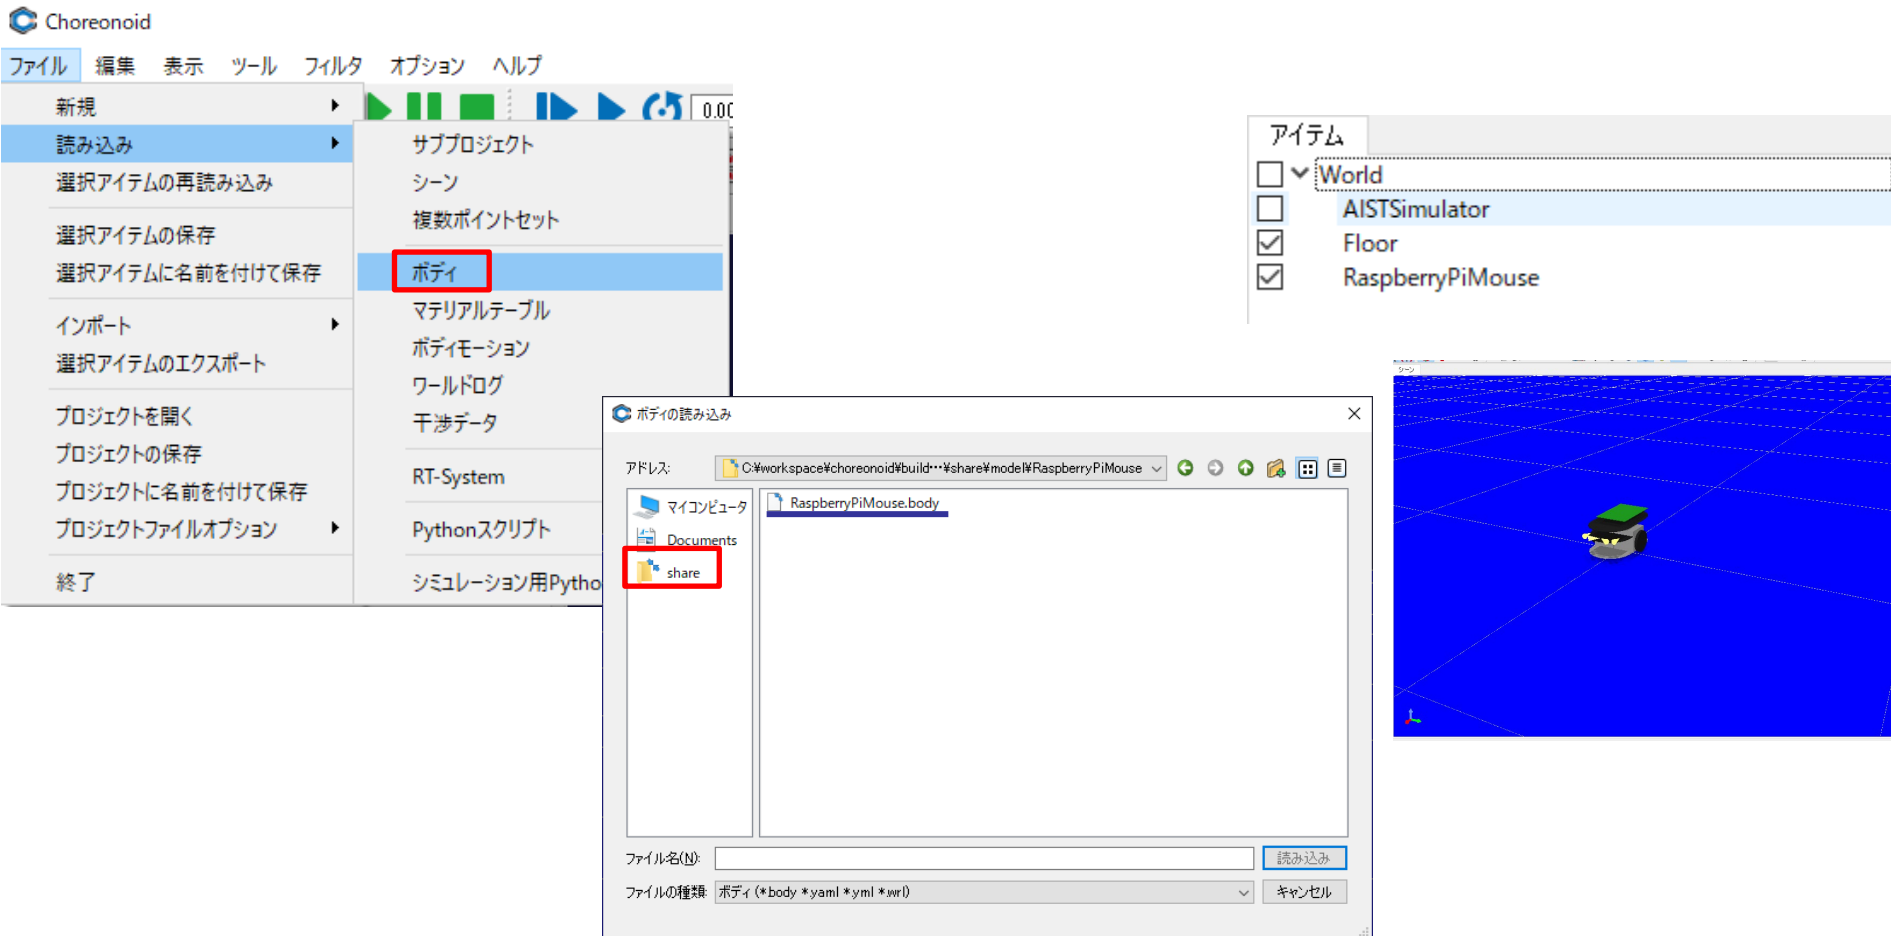 Choreonoid
ファイル 編集 表示 ツール フィルタ オプション ヘルプ
新規
読み込み
選択アイテムの再読み込み
選択アイテムの保存
選択アイテムに名前を付けて保存
インポート
選択アイテムのエクスポート
プロジェクトを開く
プロジェクトの保存
プロジェクトに名前を付けて保存
プロジェクトファイルオプション
終了
0.00
サブプロジェクト
シーン
複数ポイントセット
ボディ
マテリアルテーブル
ボディモーション
ワールドログ
干渉データ
RT-System
Pythonスクリプト
シミュレーション用Pytho
ボディの読み込み
アドレス: C:¥workspace¥choreonoid¥build…¥share¥model¥RaspberryPiMouse
マイコンピュータ
Documents
share
RaspberryPiMouse.body
ファイル名(N):
読み込み
ファイルの種類: ボディ (*.body *.yaml *.yml *.wrl)
キャンセル
アイテム
World
AISTSimulator
Floor
RaspberryPiMouse
シーン